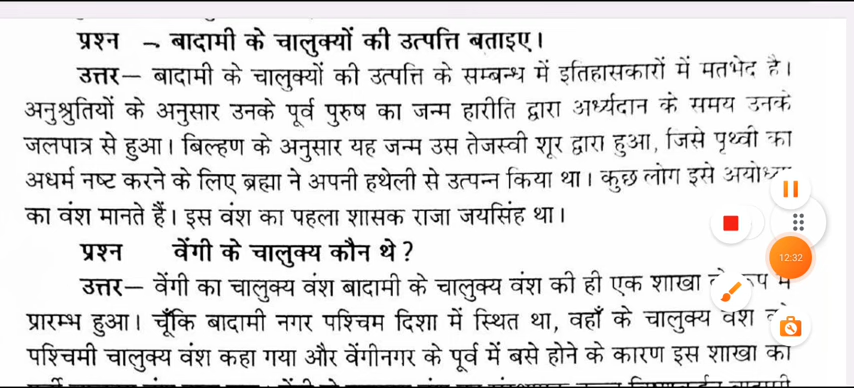 प्रश्न – बादामी के चालुक्यों की उत्पत्ति बताइए।
उत्तर– बादामी के चालुक्यों की उत्पत्ति के सम्बन्ध में इतिहासकारों में मतभेद है।
अनुश्रुतियों के अनुसार उनके पूर्व पुरुष का जन्म हारीति द्वारा अर्ध्यदान के समय उनके
जलपात्र से हुआ। बिल्हण के अनुसार यह जन्म उस तेजस्वी शूर द्वारा हुआ, जिसे पृथ्वी का
अधर्म नष्ट करने के लिए ब्रह्मा ने अपनी हथेली से उत्पन्न किया था। कुछ लोग इसे
का वंश मानते हैं। इस वंश का पहला शासक राजा जयसिंह था।
प्रश्न वेंगी के चालुक्य कौन थे?
उत्तर– वेंगी का चालुक्य वंश बादामी के चालुक्य वंश की ही एक शाखा
12:32
प्रारम्भ हुआ। चूँकि बादामी नगर पश्चिम दिशा में स्थित था, वहाँ के चालुक्य वंश
पश्चिमी चालुक्य वंश कहा गया और वेंगीनगर के पूर्व में बसे होने के कारण इस शाखा को